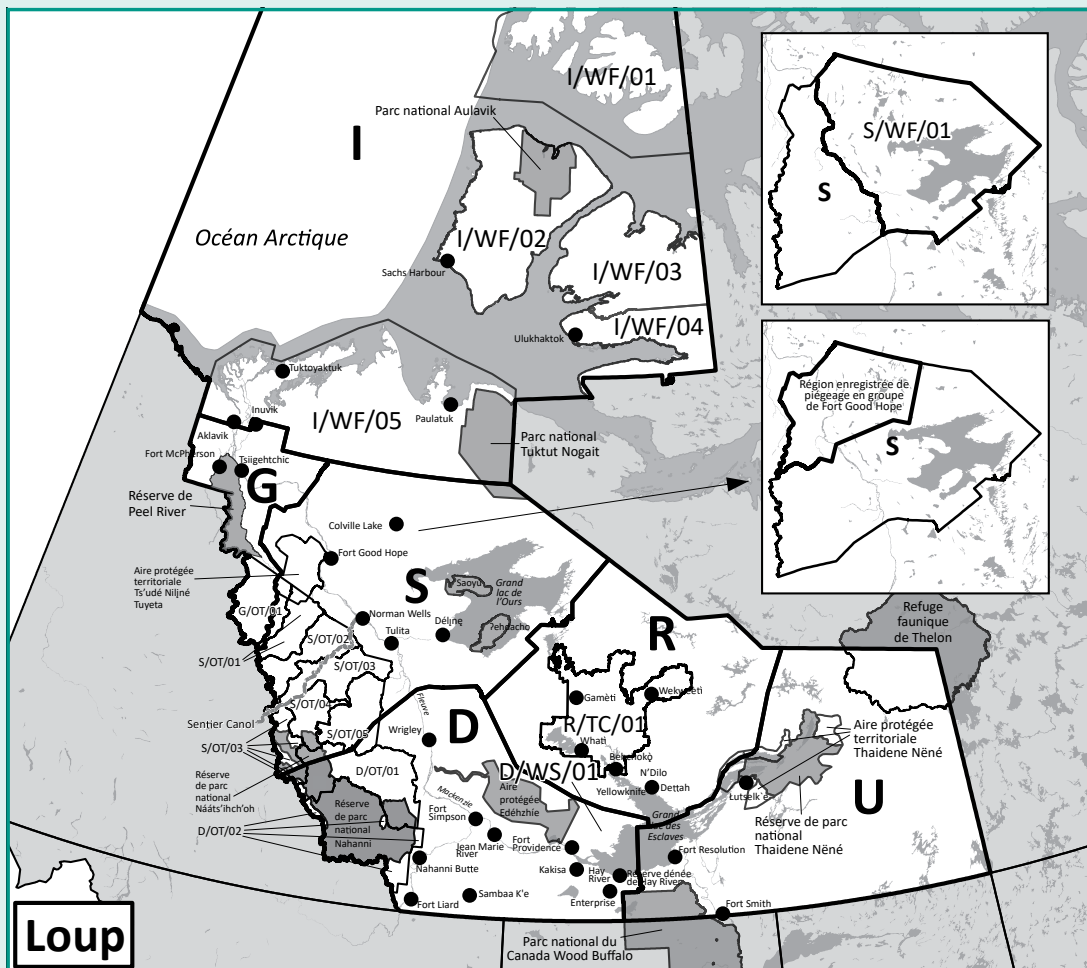 I/WF/01
Parc national Aulavik
I
S/WF/01
S
Océan Arctique
I/WF/02
Sachs Harbour
I/WF/03
I/WF/04
Ulukhaktok
Tuktoyaktuk
Inuvik
I/WF/05
Paulatuk
Aklavik
Fort McPherson
Tsiigehtchic
G
Parc national
Tuktut Nogait
Région enregistrée de
piégeage en groupe
de Fort Good Hope
S
Réserve de
Peel River
Colville Lake
Fort Good Hope
Aire protégée
territoriale
Ts'udé Nilįné
Tuyeta
S
Saoyú
Grand
lac de
l'Ours
Ɂehdacho
Refuge
faunique
de Thelon
G/OT/01
Norman Wells
Tulita
Délįnę
R
S/OT/01
S/OT/02
S/OT/03
Gamètì
Wekweètì
S/OT/04
Sentier Canol
S/OT/05
Fleuve
Wrigley
D
R/TC/01
Whatì
Aire protégée
territoriale
Thaidene Nëné
S/OT/03
D/OT/01
D/WS/01
Behchokǫ̀
N'Dilo
Yellowknife
Dettah
Réserve
de parc
national
Nááts'ihch'oh
Mackenzie
Aire
protégée
Edéhzhíe
Łutselk'e
U
Réserve
de parc
national
Nahanni
D/OT/02
Fort
Simpson
Jean Marie
River
Fort
Providence
Grand
lac des
Esclaves
Réserve de parc
national
Thaidene Nëné
Fort Resolution
Nahanni Butte
Kakisa
Hay
River
Réserve dénée
de Hay River
Fort Liard
Sambaa K'e
Enterprise
Fort Smith
Loup
Parc national du
Canada Wood Buffalo